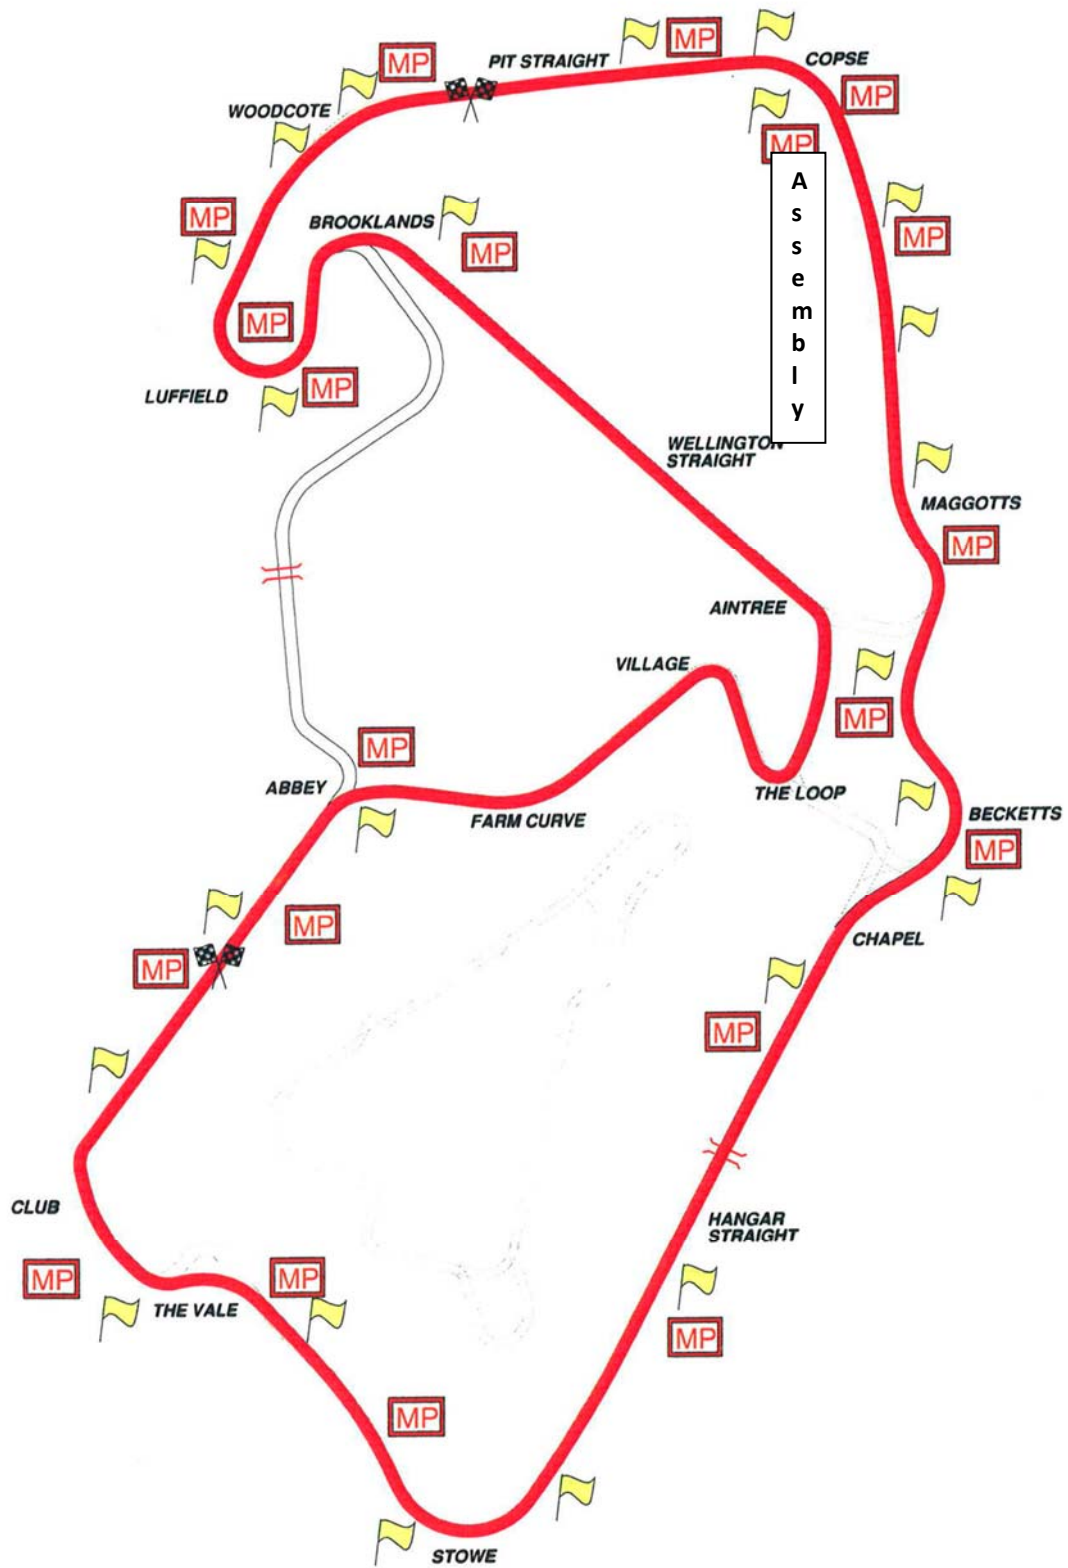 PIT STRAIGHT
MP
COPSE
MP
MP
WOODCOTE
MP
A
s
s
e
m
b
l
y
MP
BROOKLANDS
MP
MP
MP
MP
LUFFIELD
WELLINGTON
STRAIGHT
MAGGOTTS
MP
AINTREE
VILLAGE
MP
MP
ABBEY
THE LOOP
FARM CURVE
BECKETTS
MP
MP
CHAPEL
MP
MP
CLUB
HANGAR
STRAIGHT
MP
MP
THE VALE
MP
MP
STOWE